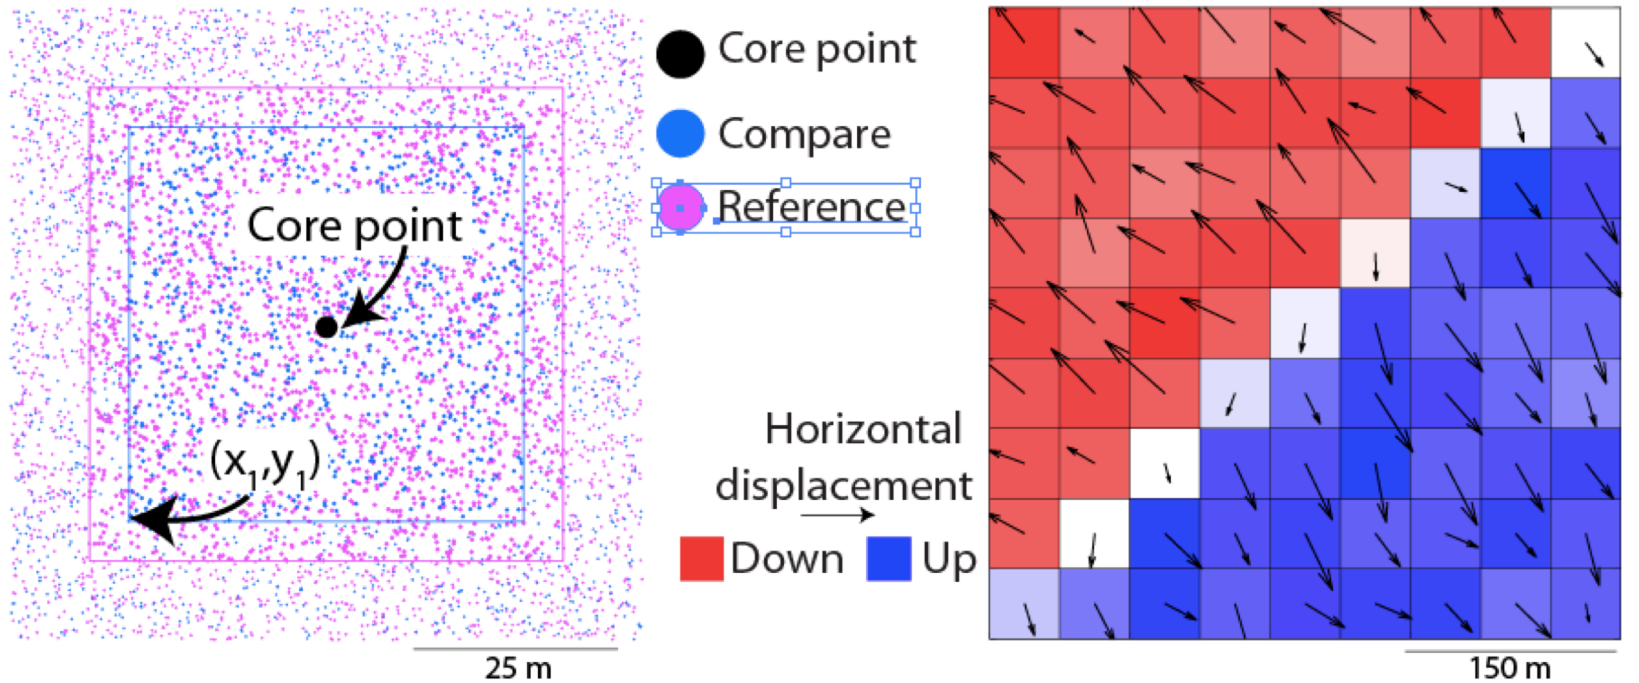 Core point
Compare
Reference
Core point
(x1,y1)
25 m
Horizontal
displacement
Down
Up
150 m